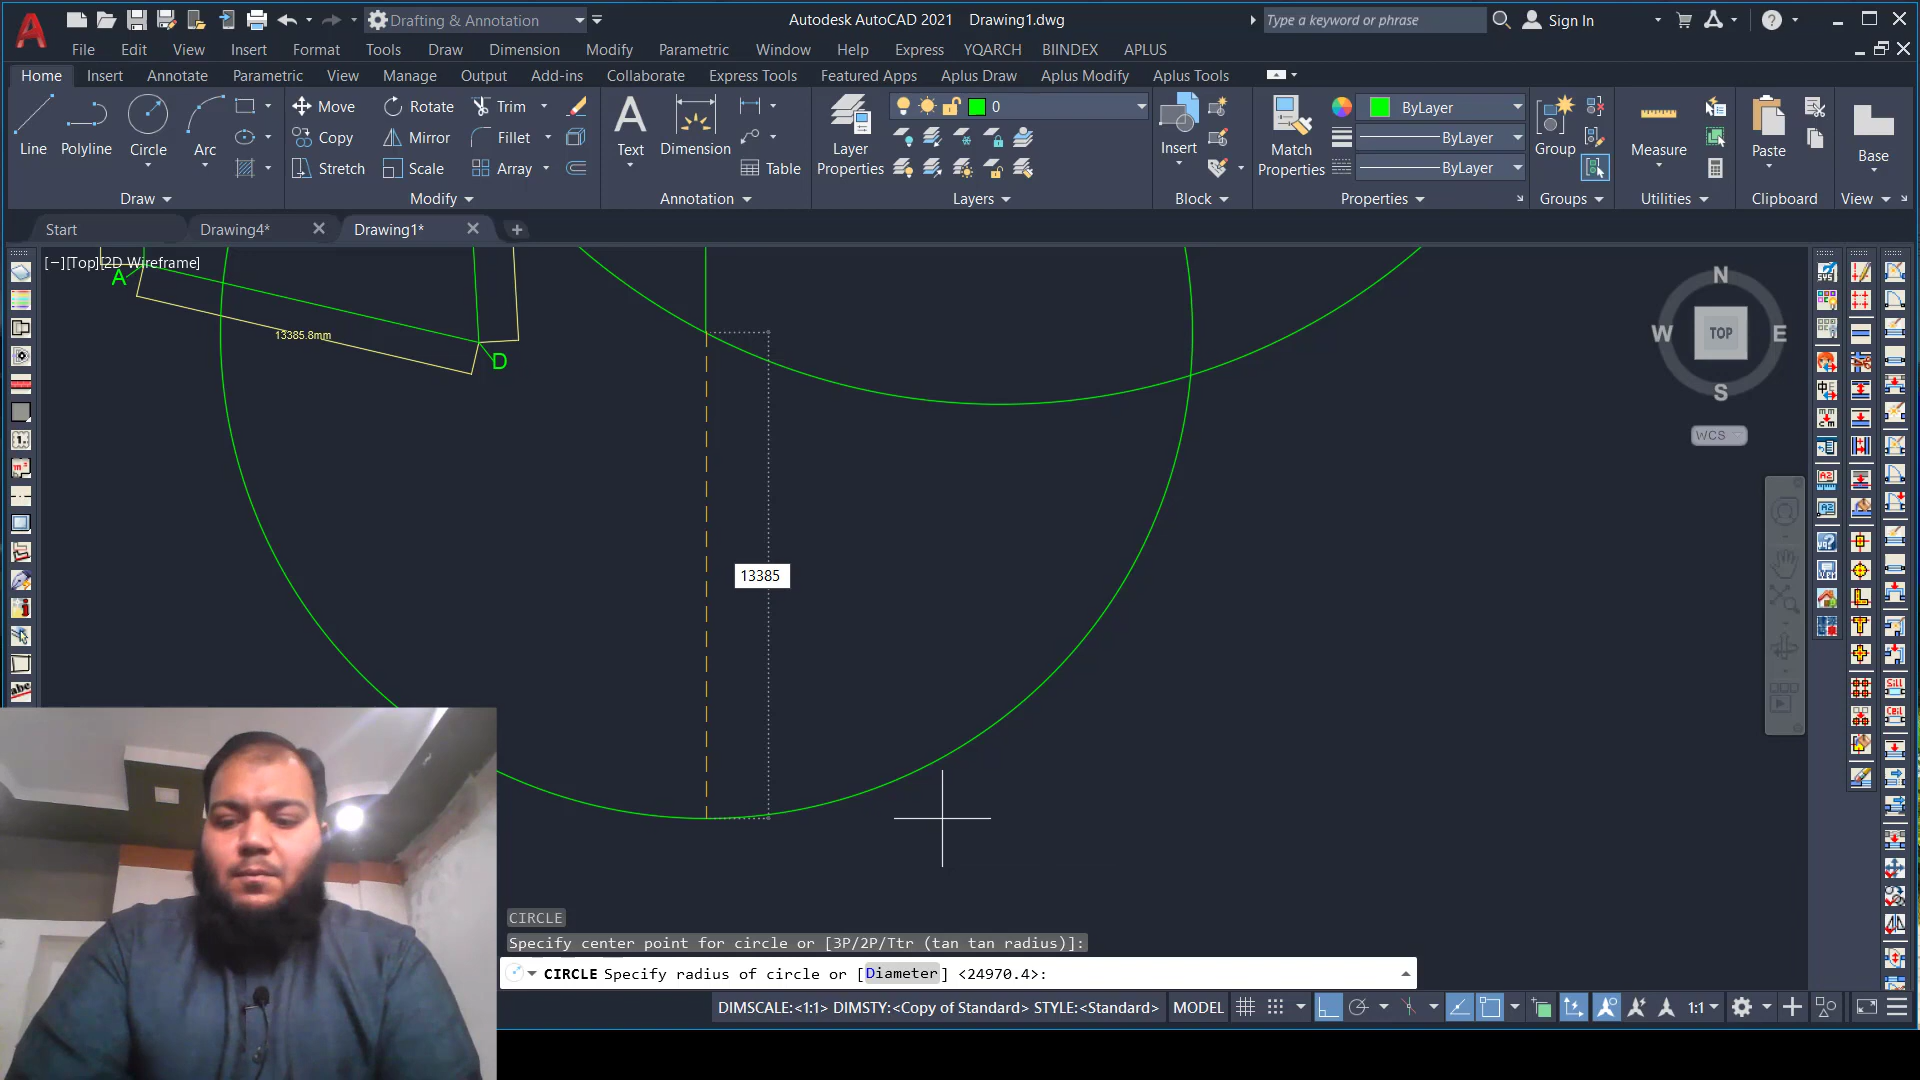 Drafting & Annotation
Autodesk AutoCAD 2021 Drawing1.dwg
Type a keyword or phrase
Sign In
File Edit View Insert Format Tools Draw Dimension Modify Parametric Window Help Express YQARCH BIINDEX APLUS
Home Insert Annotate Parametric View Manage Output Add-ins Collaborate Express Tools Featured Apps Aplus Draw Aplus Modify Aplus Tools
Line Polyline Circle Arc
Move Rotate Trim
Copy Mirror Fillet
Stretch Scale Array
Text Dimension Table
Layer Properties
0
Insert
Match Properties
ByLayer
ByLayer
ByLayer
Group
Measure
Paste
Base
Draw Modify Annotation Layers Block Properties Groups Utilities Clipboard View
Start Drawing4* Drawing1*
[−][Top][2D Wireframe]
A
13385.8mm
D
N
W TOP E
S
WCS
13385
CIRCLE
Specify center point for circle or [3P/2P/Ttr (tan tan radius)]:
CIRCLE Specify radius of circle or [Diameter] <24970.4>:
DIMSCALE:<1:1> DIMSTY:<Copy of Standard> STYLE:<Standard> MODEL 1:1